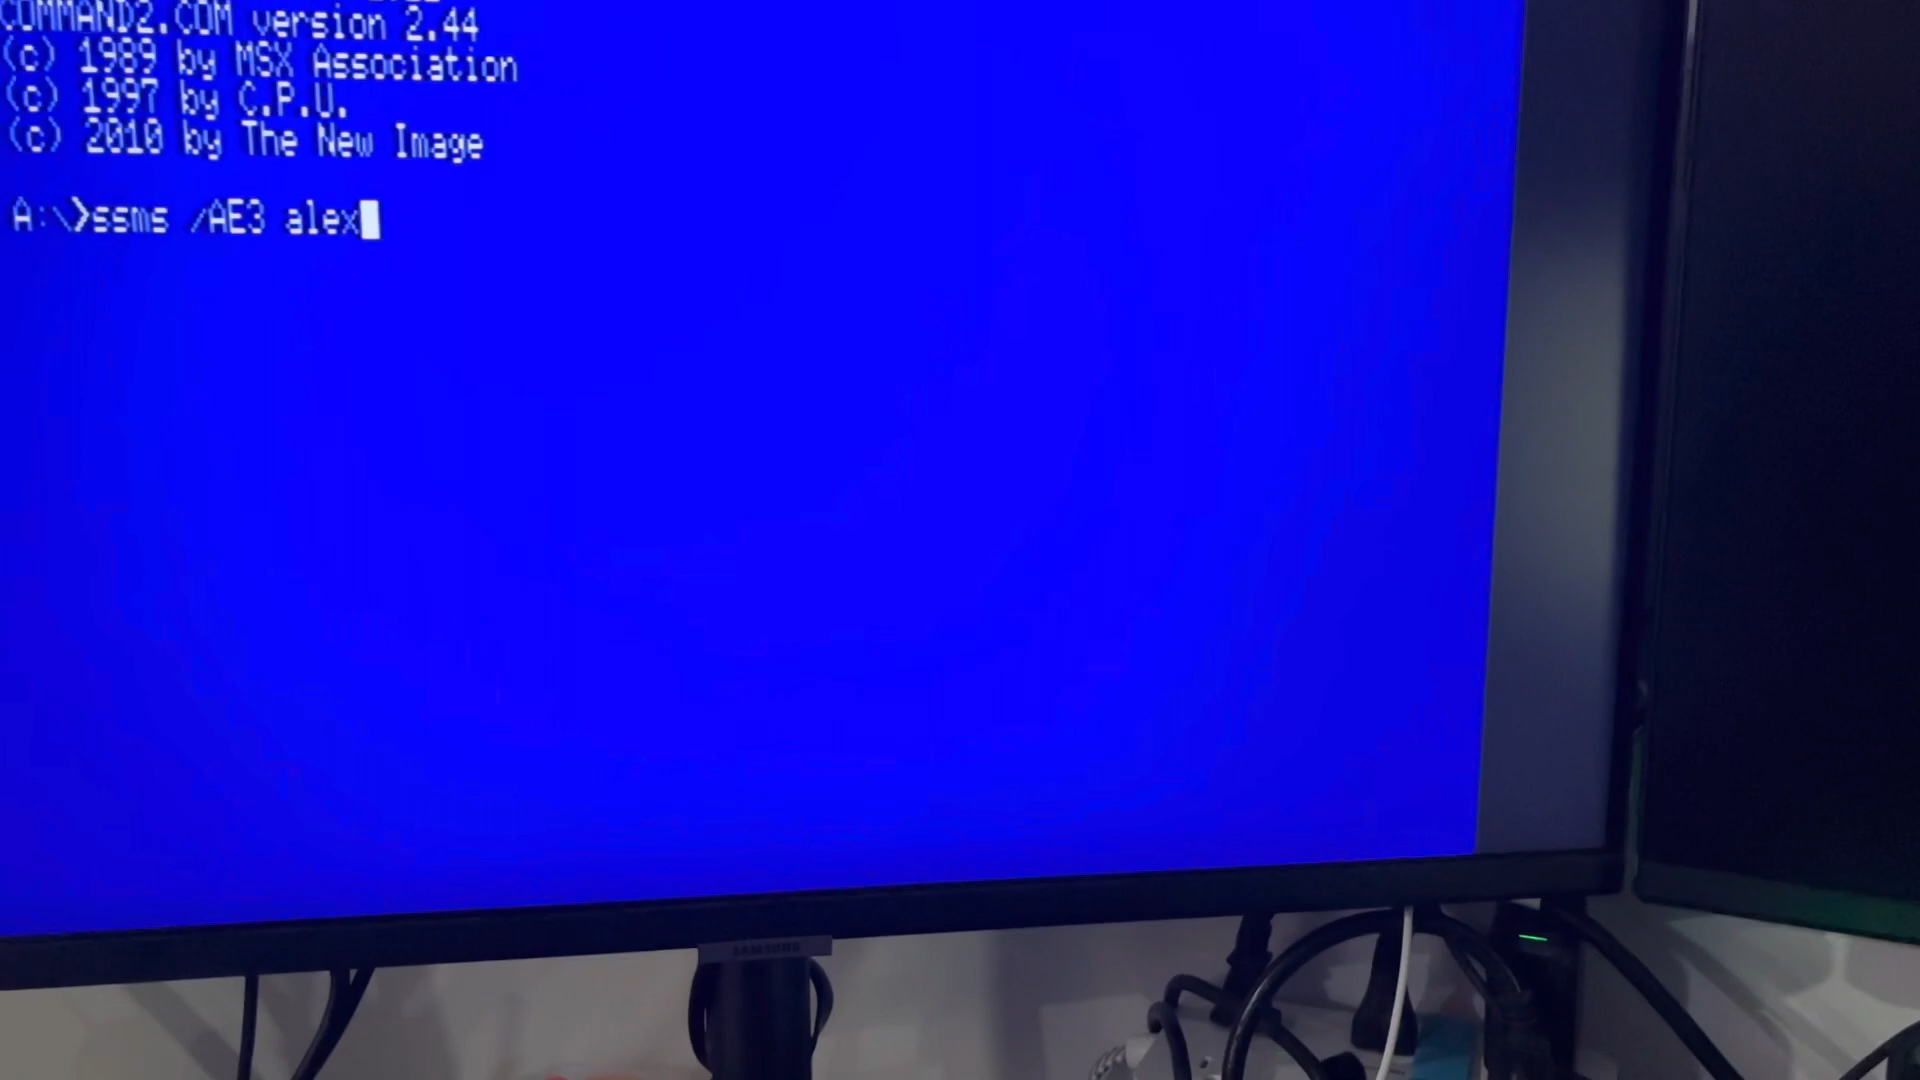 COMMAND2.COM version 2.44
(c) 1989 by MSX Association
(c) 1997 by C.P.U.
(c) 2010 by The New Image
A:\>ssms /AE3 alex
SAMSUNG